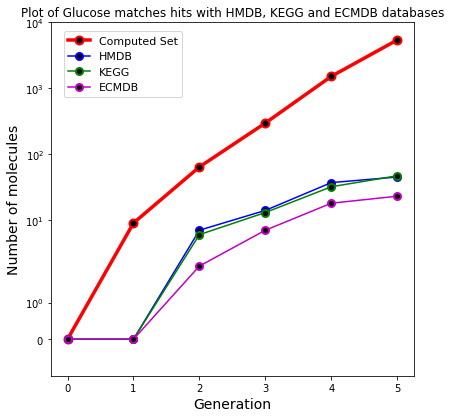 Plot of Glucose matches hits with HMDB, KEGG and ECMDB databases
Computed Set
HMDB
KEGG
ECMDB
Number of molecules
10^4
10^3
10^2
10^1
10^0
0
0 1 2 3 4 5
Generation